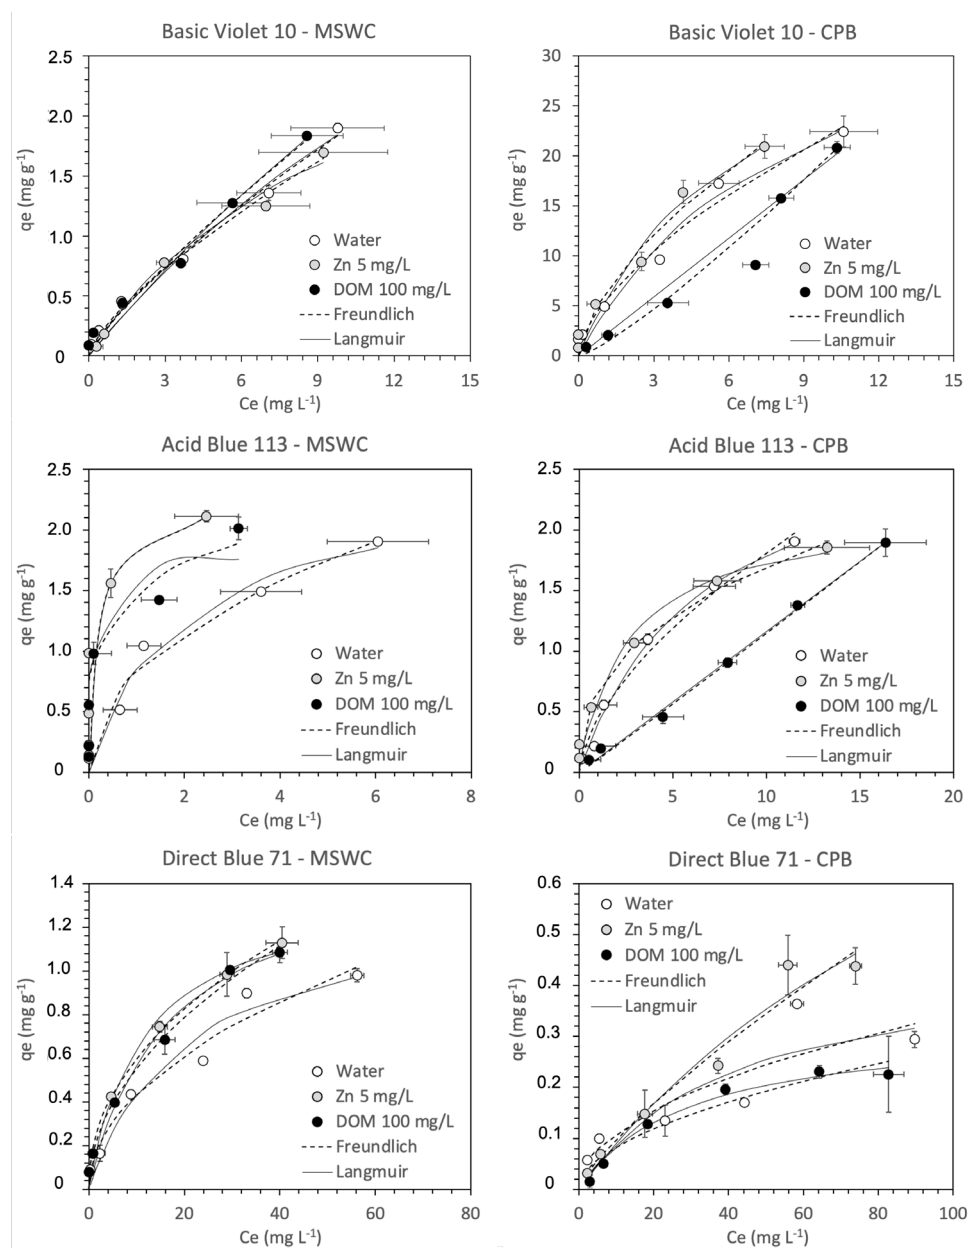 Basic Violet 10 - MSWC
qe (mg g-1)
2.5
2.0
1.5
1.0
0.5
0
Water
Zn 5 mg/L
DOM 100 mg/L
Freundlich
Langmuir
0 3 6 9 12 15
Ce (mg L-1)
Basic Violet 10 - CPB
qe (mg g-1)
30
25
20
15
10
5
0
Water
Zn 5 mg/L
DOM 100 mg/L
Freundlich
Langmuir
0 3 6 9 12 15
Ce (mg L-1)
Acid Blue 113 - MSWC
qe (mg g-1)
2.5
2.0
1.5
1.0
0.5
0
Water
Zn 5 mg/L
DOM 100 mg/L
Freundlich
Langmuir
0 2 4 6 8
Ce (mg L-1)
Acid Blue 113 - CPB
qe (mg g-1)
2.5
2.0
1.5
1.0
0.5
0
Water
Zn 5 mg/L
DOM 100 mg/L
Freundlich
Langmuir
0 5 10 15 20
Ce (mg L-1)
Direct Blue 71 - MSWC
qe (mg g-1)
1.4
1.2
1.0
0.8
0.6
0.4
0.2
0
Water
Zn 5 mg/L
DOM 100 mg/L
Freundlich
Langmuir
0 20 40 60 80
Ce (mg L-1)
Direct Blue 71 - CPB
qe (mg g-1)
0.6
0.5
0.4
0.3
0.2
0.1
0
Water
Zn 5 mg/L
DOM 100 mg/L
Freundlich
Langmuir
0 20 40 60 80 100
Ce (mg L-1)